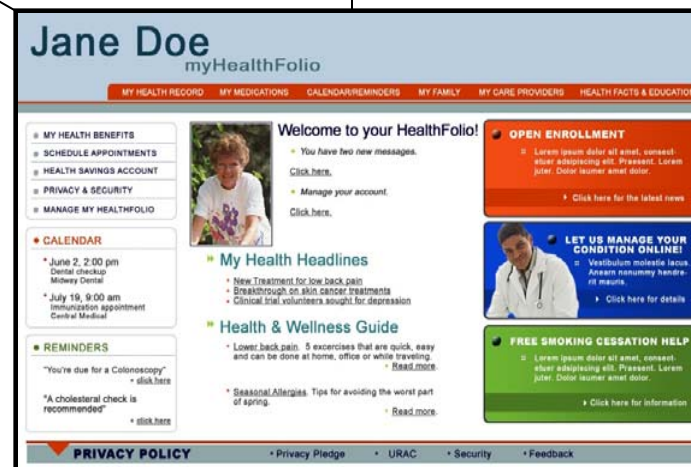 Jane Doe
myHealthFolio
MY HEALTH RECORD MY MEDICATIONS CALENDAR/REMINDERS MY FAMILY MY CARE PROVIDERS HEALTH FACTS & EDUCATION
MY HEALTH BENEFITS
SCHEDULE APPOINTMENTS
HEALTH SAVINGS ACCOUNT
PRIVACY & SECURITY
MANAGE MY HEALTHFOLIO
CALENDAR
June 2, 2:00 pm
Dental checkup
Midway Dental
July 19, 9:00 am
Immunization appointment
Central Medical
REMINDERS
"You're due for a Colonoscopy"
click here
"A cholesteral check is
recommended"
click here
Welcome to your HealthFolio!
You have two new messages.
Click here.
Manage your account.
Click here.
My Health Headlines
New Treatment for low back pain
Breakthrough on skin cancer treatments
Clinical trial volunteers sought for depression
Health & Wellness Guide
Lower back pain. 5 excercises that are quick, easy
and can be done at home, office or while traveling.
Read more.
Seasonal Allergies. Tips for avoiding the worst part
of spring.
Read more.
OPEN ENROLLMENT
Lorem ipsum dolor sit amet, consect-
etuer adsipiscing elit. Praesent. Lorem
juter. Dolor isumer amet dolor.
Click here for the latest news
LET US MANAGE YOUR
CONDITION ONLINE!
Vestibulum molestie lacus.
Anearn nonummy hendre-
rit mauris.
Click here for details
FREE SMOKING CESSATION HELP
Lorem ipsum dolor sit amet, consect-
etuer adsipiscing elit. Praesent. Lorem
juter. Dolor isumer amet dolor.
Click here for information
PRIVACY POLICY
Privacy Pledge
URAC
Security
Feedback